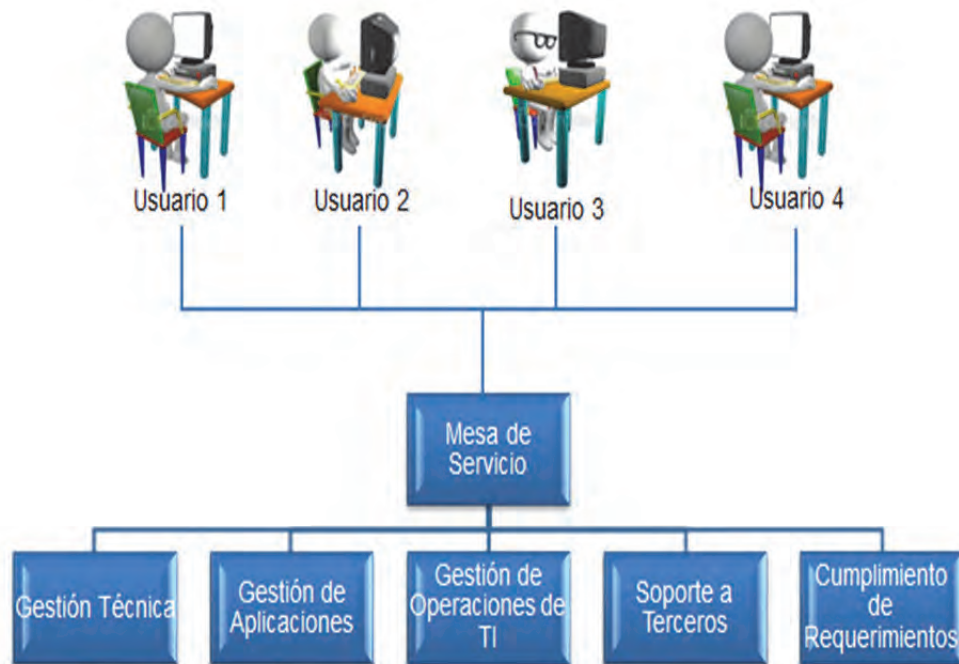 Usuario 1
Usuario 2
Usuario 3
Usuario 4
Mesa de
Servicio
Gestión Técnica
Gestión de
Aplicaciones
Gestión de
Operaciones de
TI
Soporte a
Terceros
Cumplimiento
de
Requerimientos